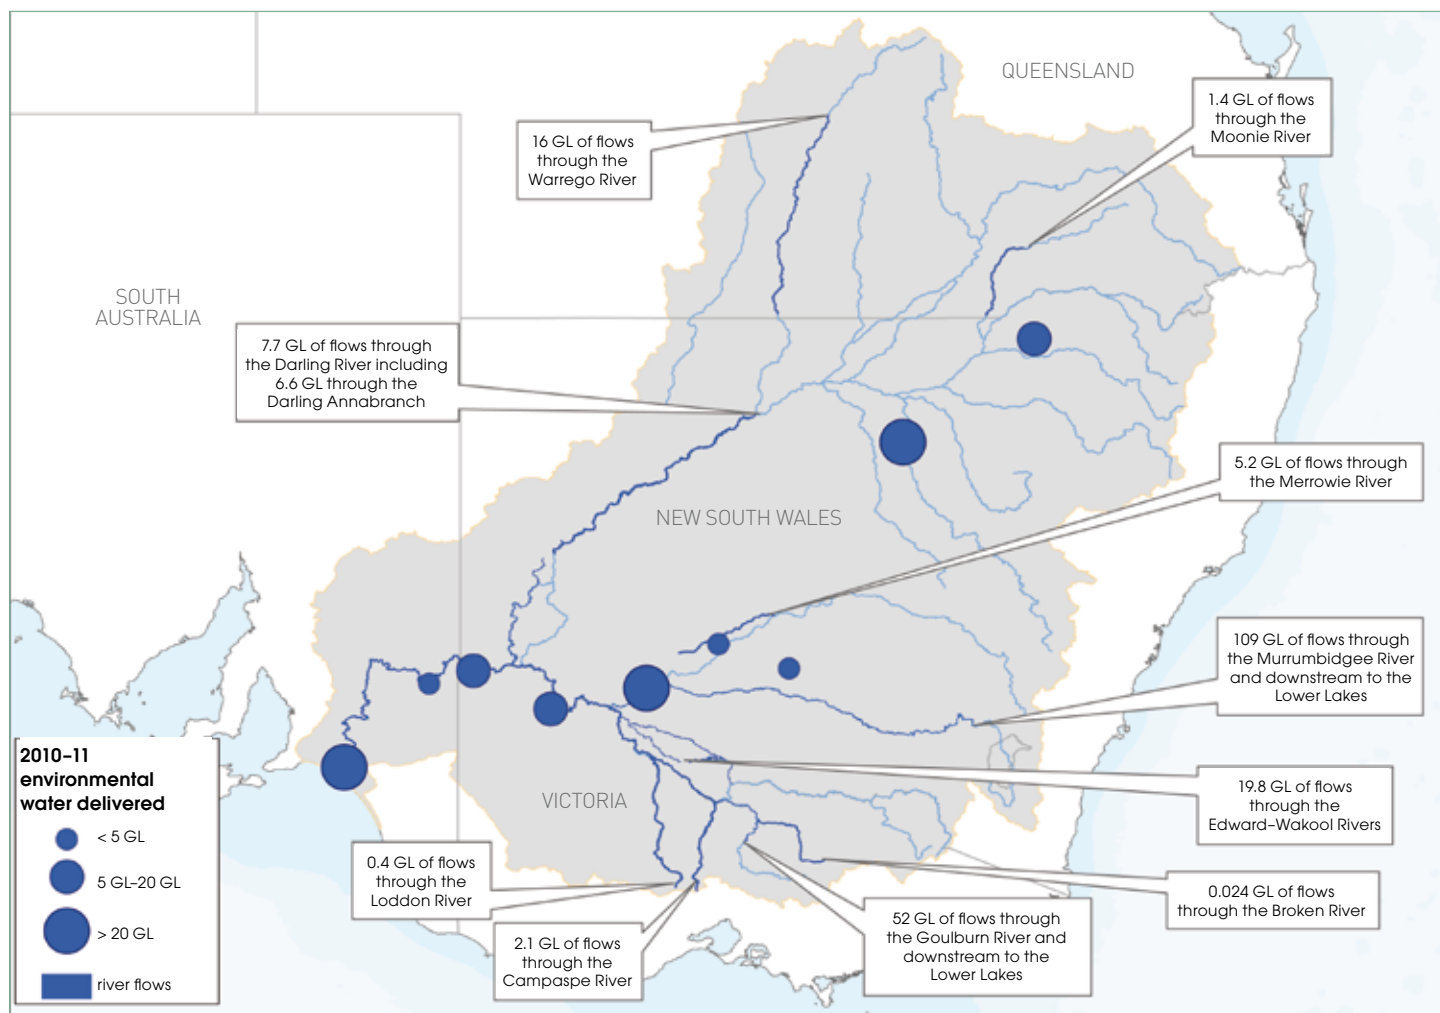 QUEENSLAND
1.4 GL of flows
through the
Moonie River
16 GL of flows
through the
Warrego River
SOUTH
AUSTRALIA
7.7 GL of flows through
the Darling River including
6.6 GL through the
Darling Annabranch
5.2 GL of flows through
the Merrowie River
NEW SOUTH WALES
109 GL of flows through
the Murrumbidgee River
and downstream to the
Lower Lakes
2010–11
environmental
water delivered
< 5 GL
5 GL–20 GL
> 20 GL
river flows
VICTORIA
19.8 GL of flows
through the
Edward–Wakool Rivers
0.4 GL of flows
through the
Loddon River
0.024 GL of flows
through the Broken River
2.1 GL of flows
through the
Campaspe River
52 GL of flows through
the Goulburn River and
downstream to the
Lower Lakes